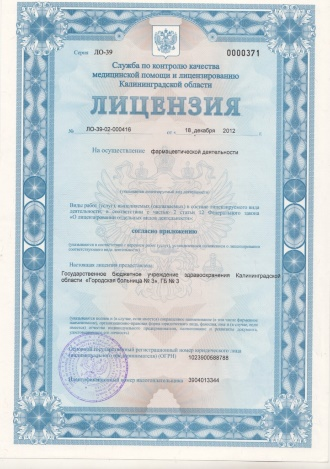 Серия ЛО-39 0000371
Служба по контролю качества
медицинской помощи и лицензированию
Калининградской области
ЛИЦЕНЗИЯ
№ ЛО-39-02-000416 от « 18 » декабря 2012 г.
На осуществление фармацевтической деятельности
(указывается лицензируемый вид деятельности)
Виды работ (услуг), выполняемых (оказываемых) в составе лицензируемого вида
деятельности, в соответствии с частью 2 статьи 12 Федерального закона
«О лицензировании отдельных видов деятельности»:
согласно приложению
Настоящая лицензия предоставлена:
Государственное бюджетное учреждение здравоохранения Калининградской
области «Городская больница № 3», ГБ № 3
Основной государственный регистрационный номер юридического лица
(индивидуального предпринимателя) (ОГРН) 1023900588788
Идентификационный номер налогоплательщика 3904013344